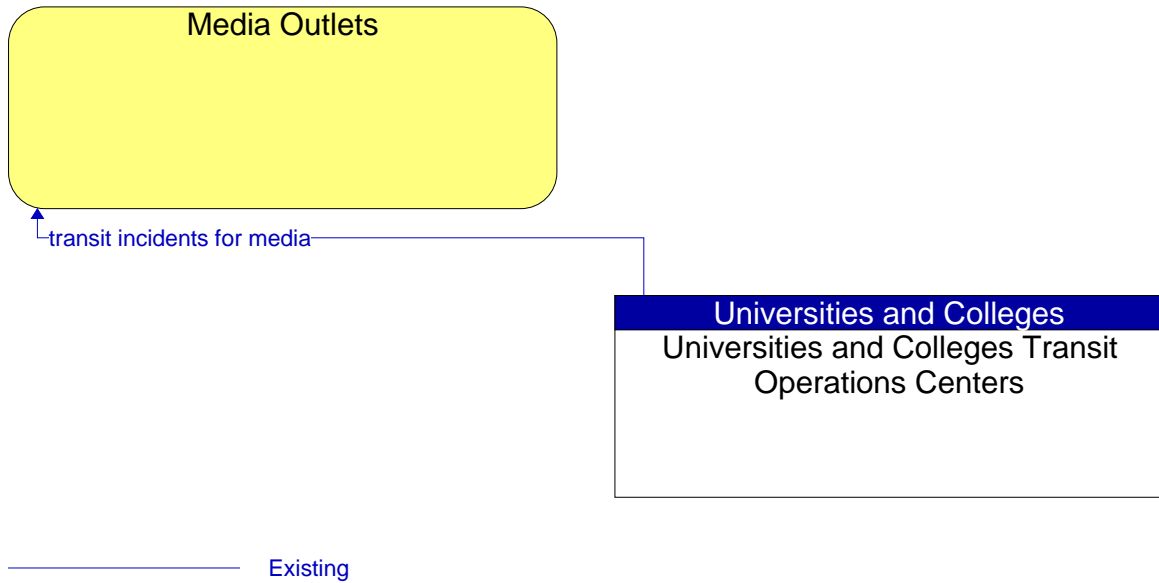 Media Outlets
transit incidents for media
Universities and Colleges
Universities and Colleges Transit
Operations Centers
Existing